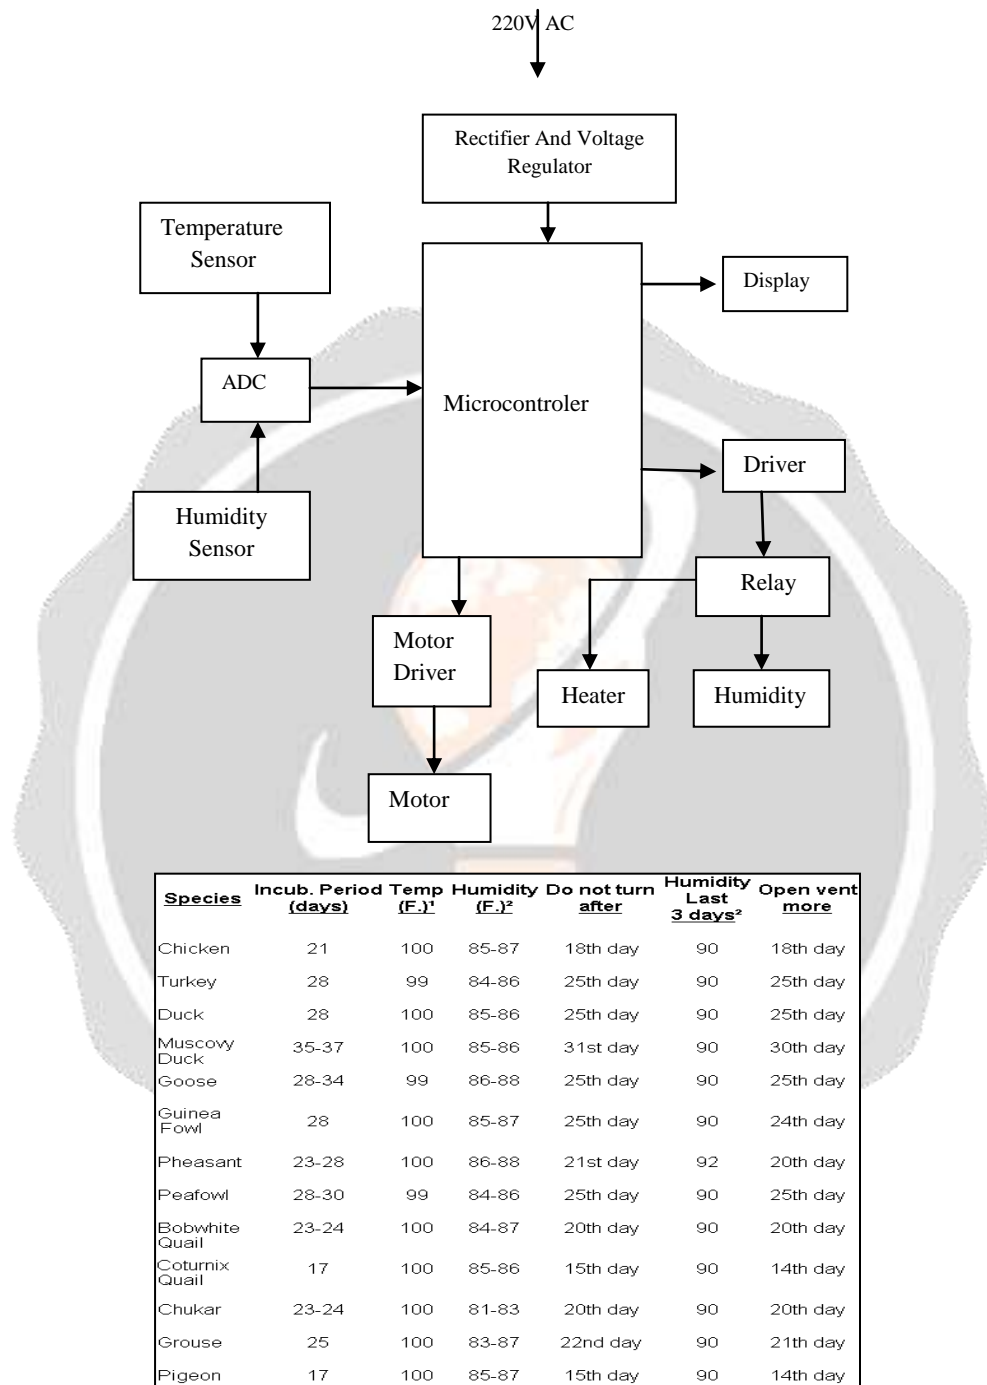 220V AC
Rectifier And Voltage
Regulator
Temperature
Sensor
Display
ADC
Microcontroler
Driver
Humidity
Sensor
Relay
Motor
Driver
Heater
Humidity
Motor
Species Incub. Period (days) Temp (F.)¹ Humidity (F.)² Do not turn after Humidity Last 3 days² Open vent more
Chicken 21 100 85-87 18th day 90 18th day
Turkey 28 99 84-86 25th day 90 25th day
Duck 28 100 85-86 25th day 90 25th day
Muscovy Duck 35-37 100 85-86 31st day 90 30th day
Goose 28-34 99 86-88 25th day 90 25th day
Guinea Fowl 28 100 85-87 25th day 90 24th day
Pheasant 23-28 100 86-88 21st day 92 20th day
Peafowl 28-30 99 84-86 25th day 90 25th day
Bobwhite Quail 23-24 100 84-87 20th day 90 20th day
Coturnix Quail 17 100 85-86 15th day 90 14th day
Chukar 23-24 100 81-83 20th day 90 20th day
Grouse 25 100 83-87 22nd day 90 21th day
Pigeon 17 100 85-87 15th day 90 14th day